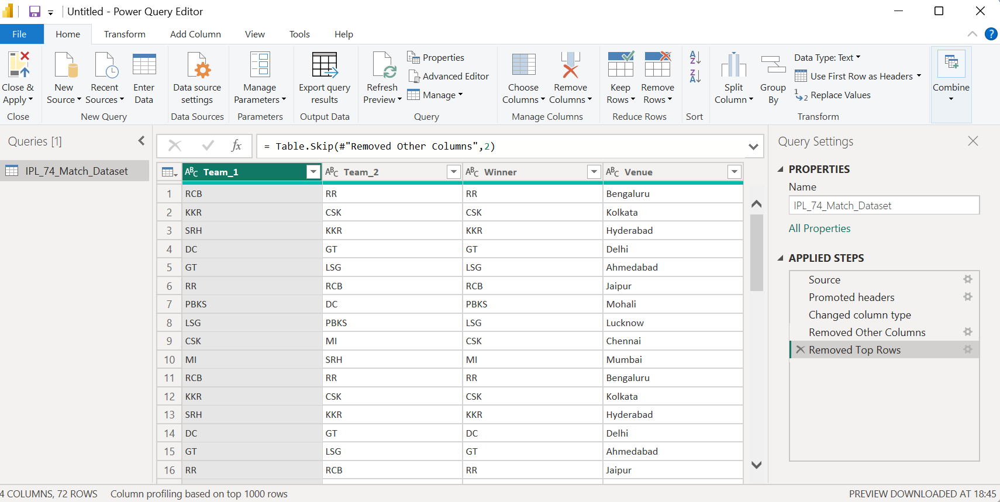 Untitled - Power Query Editor
File Home Transform Add Column View Tools Help ?
Close & Apply
Close
New Source
Recent Sources
Enter Data
New Query
Data source settings
Data Sources
Manage Parameters
Parameters
Export query results
Output Data
Refresh Preview
Properties
Advanced Editor
Manage
Query
Choose Columns
Remove Columns
Manage Columns
Keep Rows
Remove Rows
Reduce Rows
A Z
Z A
Sort
Split Column
Group By
Data Type: Text
Use First Row as Headers
1 2 Replace Values
Transform
Combine
Queries [1]
IPL_74_Match_Dataset
fx
= Table.Skip(#"Removed Other Columns",2)
ABC Team_1 ABC Team_2 ABC Winner ABC Venue
1 RCB RR RR Bengaluru
2 KKR CSK CSK Kolkata
3 SRH KKR KKR Hyderabad
4 DC GT GT Delhi
5 GT LSG LSG Ahmedabad
6 RR RCB RCB Jaipur
7 PBKS DC PBKS Mohali
8 LSG PBKS LSG Lucknow
9 CSK MI CSK Chennai
10 MI SRH MI Mumbai
11 RCB RR RR Bengaluru
12 KKR CSK CSK Kolkata
13 SRH KKR KKR Hyderabad
14 DC GT DC Delhi
15 GT LSG GT Ahmedabad
16 RR RCB RR Jaipur
Query Settings
PROPERTIES
Name
IPL_74_Match_Dataset
All Properties
APPLIED STEPS
Source
Promoted headers
Changed column type
Removed Other Columns
Removed Top Rows
4 COLUMNS, 72 ROWS Column profiling based on top 1000 rows PREVIEW DOWNLOADED AT 18:45